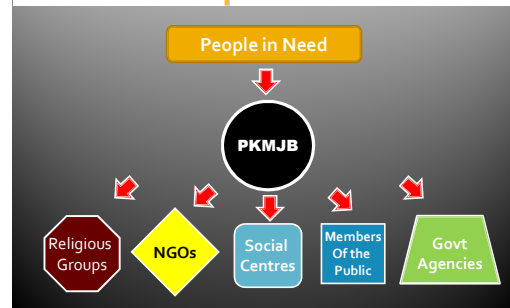 People in Need
PKMJB
Religious
Groups
NGOs
Social
Centres
Members
Of the
Public
Govt
Agencies